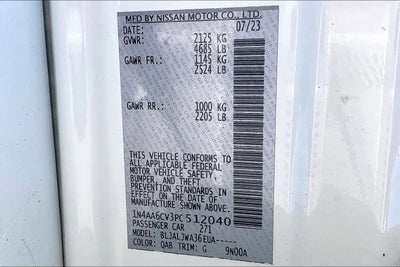 MFD BY NISSAN MOTOR CO., LTD.
DATE: 07/23
GVWR: 2125 KG
4685 LB
GAWR FR.: 1145 KG
2524 LB
GAWR RR.: 1000 KG
2205 LB
THIS VEHICLE CONFORMS TO
ALL APPLICABLE FEDERAL
MOTOR VEHICLE SAFETY,
BUMPER, AND THEFT
PREVENTION STANDARDS IN
EFFECT ON THE DATE OF
MANUFACTURE SHOWN ABOVE.
1N4AA6CV3PC512040
PASSENGER CAR 271
MODEL: BLJALJWA36EUA-----
COLOR: QAB TRIM: G 9N00A